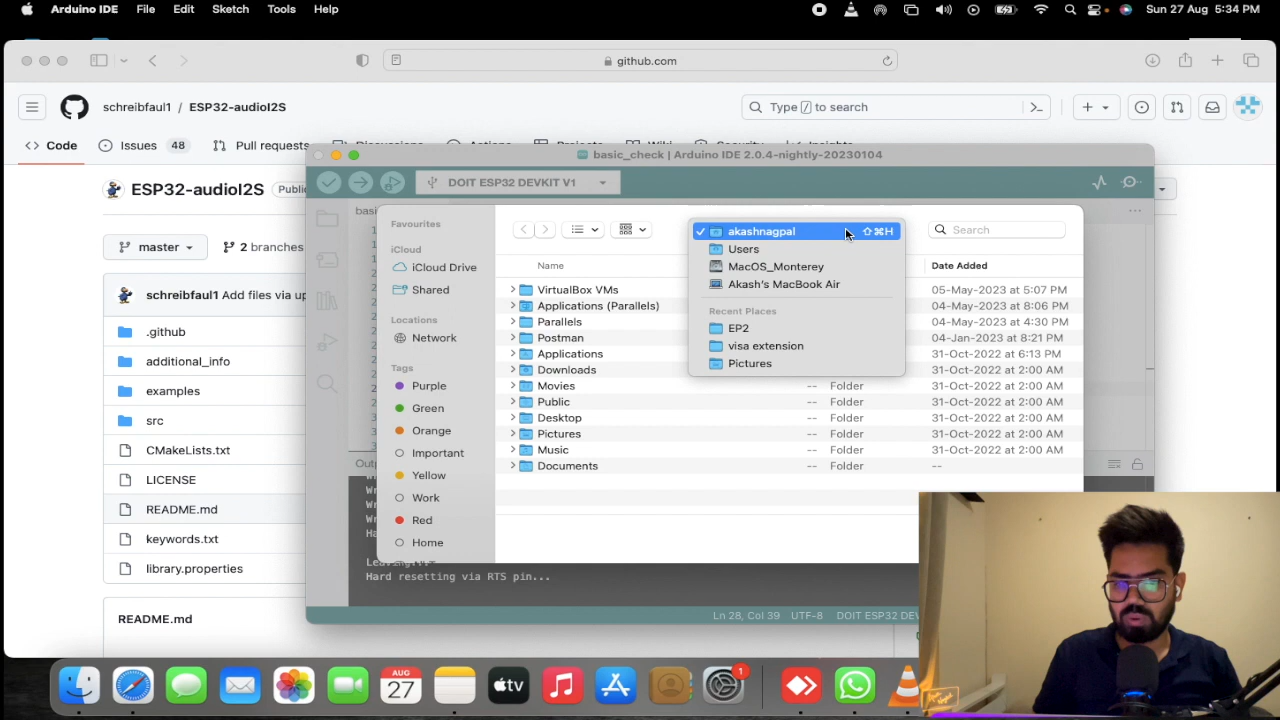 Arduino IDE File Edit Sketch Tools Help Sun 27 Aug 5:34 PM
github.com
schreibfaul1 / ESP32-audioI2S Type / to search
Code Issues 48 Pull requests
basic_check | Arduino IDE 2.0.4-nightly-20230104
ESP32-audioI2S
DOIT ESP32 DEVKIT V1
master 2 branches
schreibfaul1 Add files via up
.github
additional_info
examples
src
CMakeLists.txt
LICENSE
README.md
keywords.txt
library.properties
README.md
Favourites
iCloud
iCloud Drive
Shared
Locations
Network
Tags
Purple
Green
Orange
Important
Yellow
Work
Red
Home
akashnagpal ⇧⌘H
Users
MacOS_Monterey
Akash's MacBook Air
Recent Places
EP2
visa extension
Pictures
Search
Name Date Added
VirtualBox VMs 05-May-2023 at 5:07 PM
Applications (Parallels) 04-May-2023 at 8:06 PM
Parallels 04-May-2023 at 4:30 PM
Postman 04-Jan-2023 at 8:21 PM
Applications 31-Oct-2022 at 6:13 PM
Downloads 31-Oct-2022 at 2:00 AM
Movies -- Folder 31-Oct-2022 at 2:00 AM
Public -- Folder 31-Oct-2022 at 2:00 AM
Desktop -- Folder 31-Oct-2022 at 2:00 AM
Pictures -- Folder 31-Oct-2022 at 2:00 AM
Music -- Folder 31-Oct-2022 at 2:00 AM
Documents -- Folder --
Hard resetting via RTS pin...
Ln 28, Col 39 UTF-8 DOIT ESP32 DEV
AUG
27
tv
1